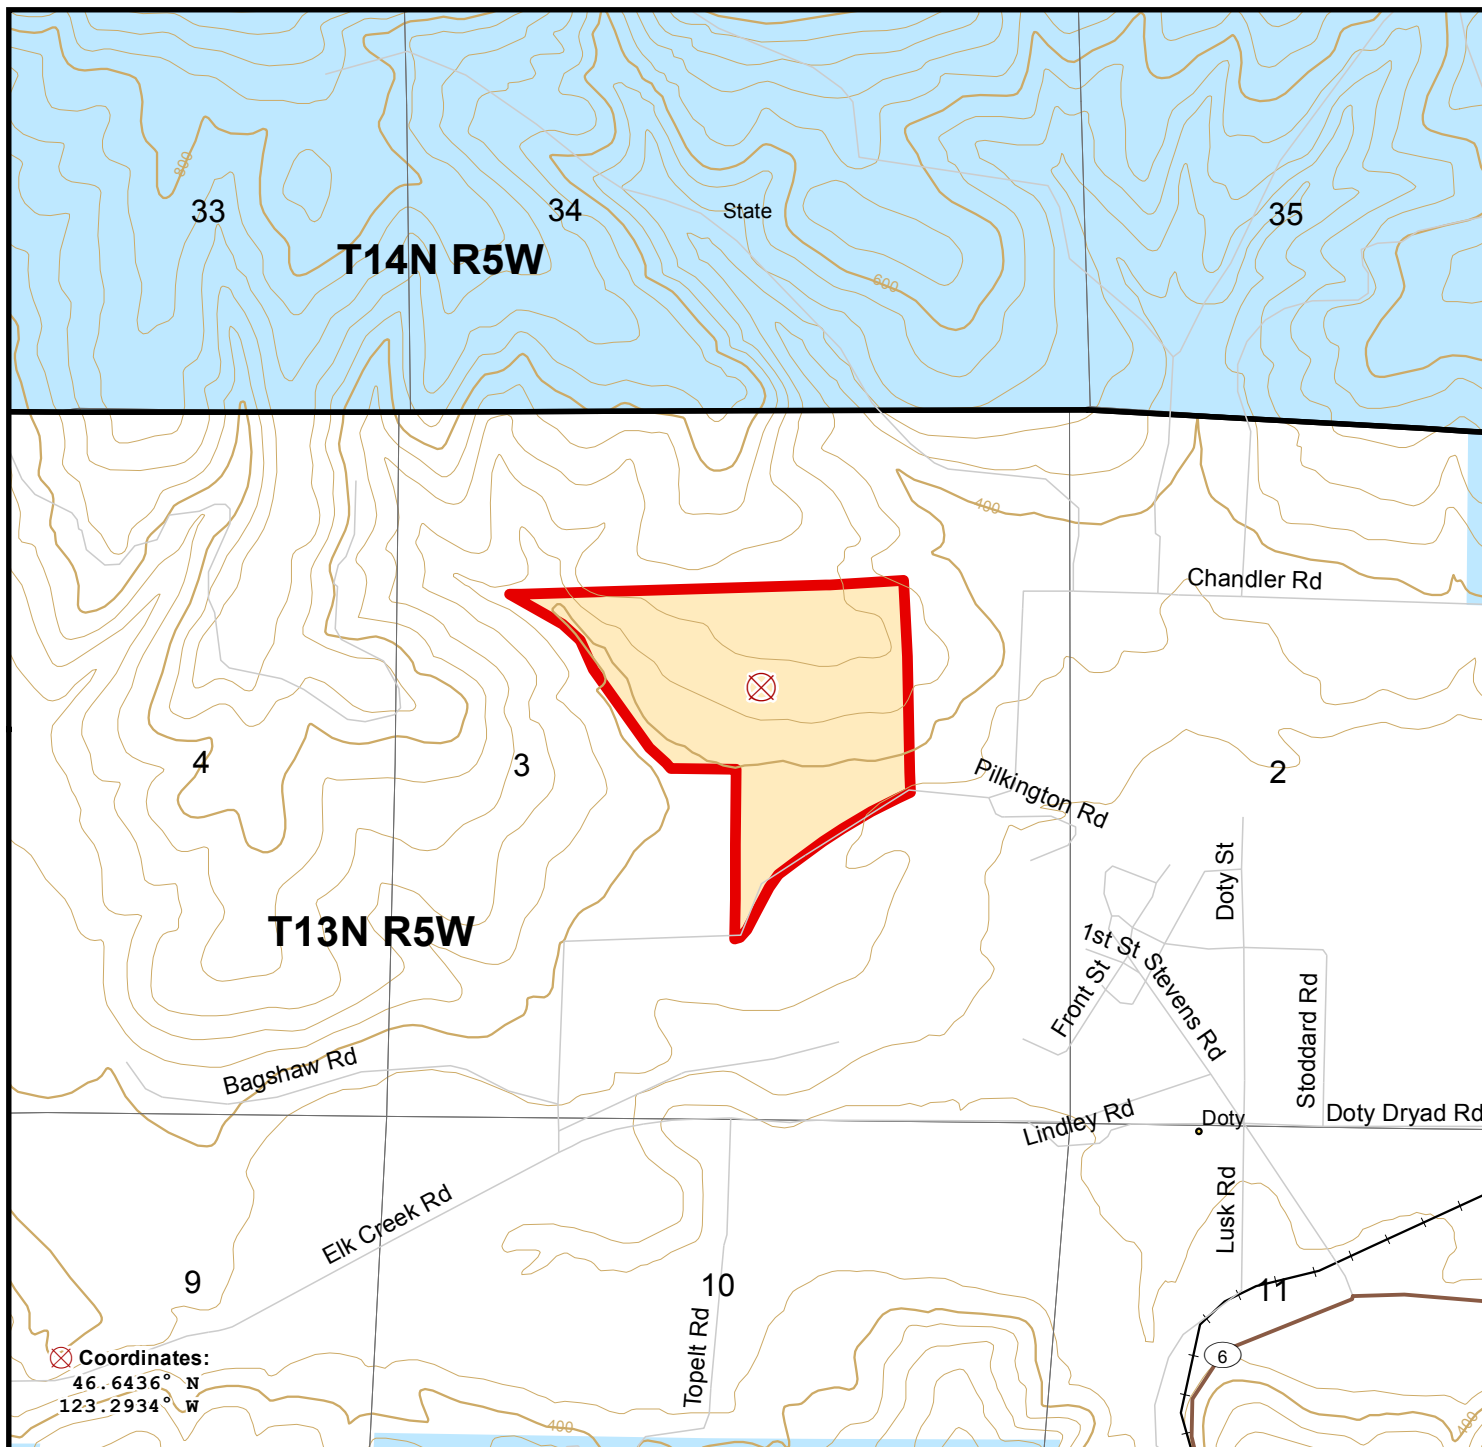 800
33
34
State
35
T14N R5W
600
400
Chandler Rd
4
3
2
Pilkington Rd
Doty St
T13N R5W
1st St
Stevens Rd
Front St
Stoddard Rd
Bagshaw Rd
Lindley Rd
Doty
Doty Dryad Rd
Elk Creek Rd
Lusk Rd
9
10
11
Topelt Rd
6
Coordinates:
46.6436° N
123.2934° W
400
400